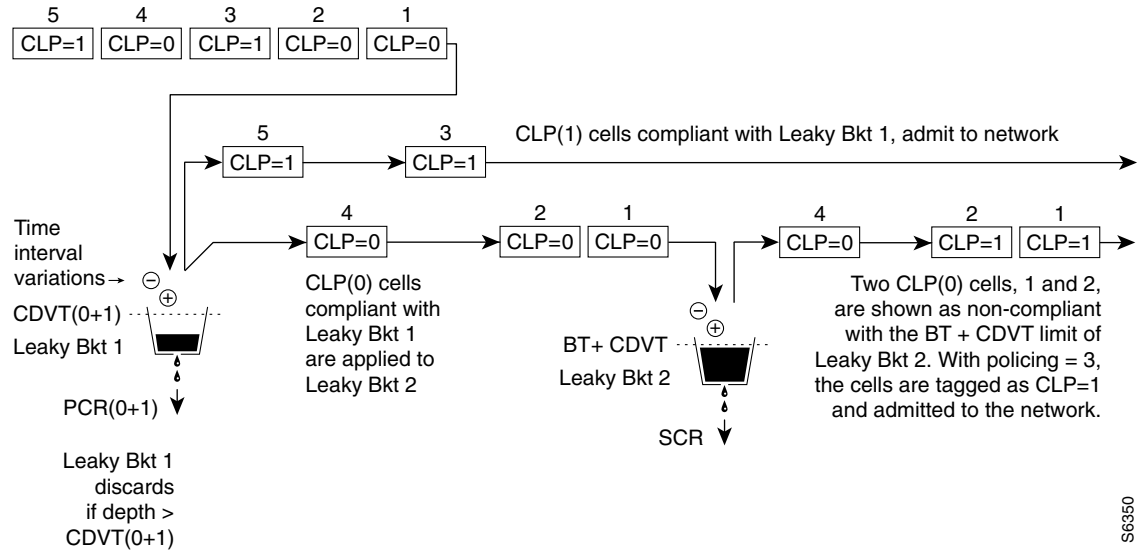 5 4 3 2 1
CLP=1 CLP=0 CLP=1 CLP=0 CLP=0
5 3
CLP=1 CLP=1
CLP(1) cells compliant with Leaky Bkt 1, admit to network
4 2 1
CLP=0 CLP=0 CLP=0
4 2 1
CLP=0 CLP=1 CLP=1
Time
interval
variations
− +
CDVT(0+1)
Leaky Bkt 1
PCR(0+1)
Leaky Bkt 1
discards
if depth >
CDVT(0+1)
CLP(0) cells
compliant with
Leaky Bkt 1
are applied to
Leaky Bkt 2
− +
BT+ CDVT
Leaky Bkt 2
SCR
Two CLP(0) cells, 1 and 2,
are shown as non-compliant
with the BT + CDVT limit of
Leaky Bkt 2. With policing = 3,
the cells are tagged as CLP=1
and admitted to the network.
S6350